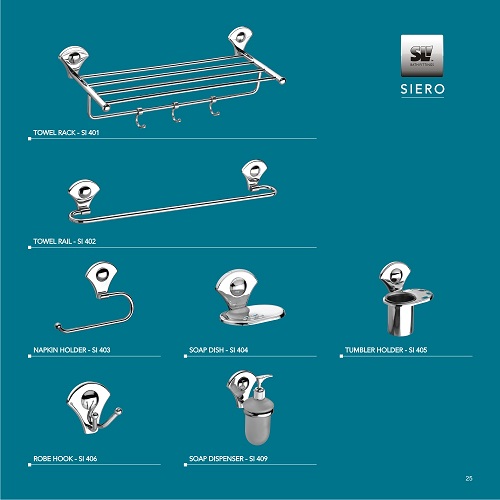 SL!
SIERO
TOWEL RACK - SI 401
TOWEL RAIL - SI 402
NAPKIN HOLDER - SI 403
SOAP DISH - SI 404
TUMBLER HOLDER - SI 405
ROBE HOOK - SI 406
SOAP DISPENSER - SI 409
25